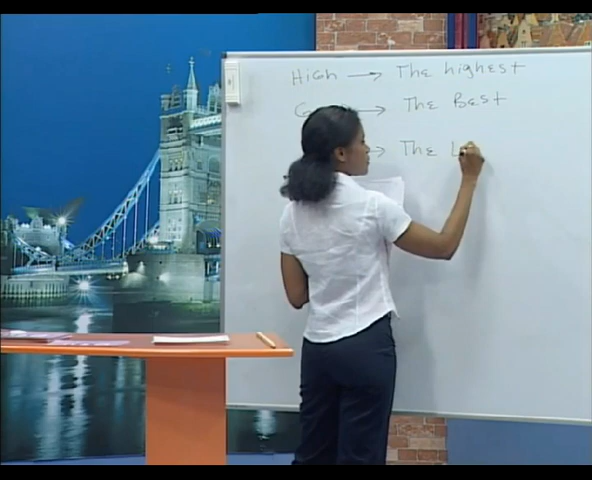 High → The highest
G → The Best
→ The L